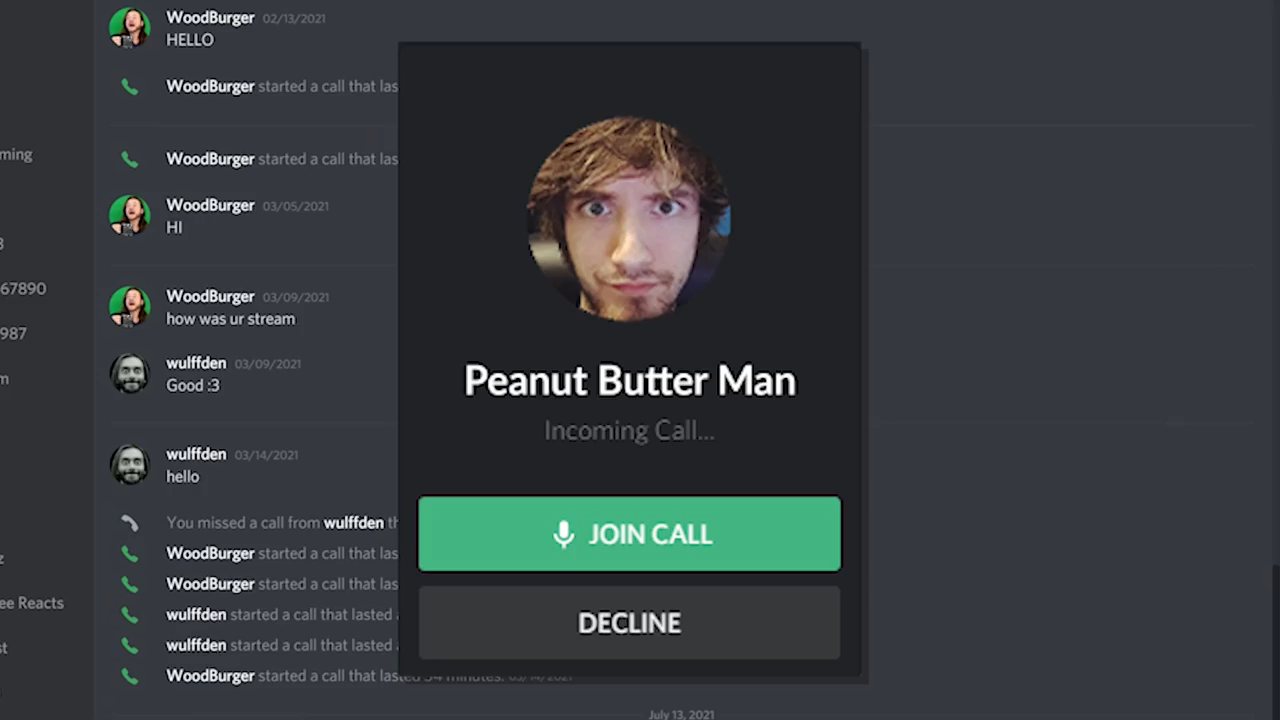 WoodBurger 02/13/2021
HELLO
WoodBurger started a call that las
ming
WoodBurger started a call that las
WoodBurger 03/05/2021
HI
67890
WoodBurger 03/09/2021
how was ur stream
987
wulffden 03/09/2021
Good :3
wulffden 03/14/2021
hello
You missed a call from wulffden th
WoodBurger started a call that las
WoodBurger started a call that las
ee Reacts
wulffden started a call that lasted
st
wulffden started a call that lasted
WoodBurger started a call that lasted 54 minutes. 03/14/2021
July 13, 2021
Peanut Butter Man
Incoming Call...
JOIN CALL
DECLINE